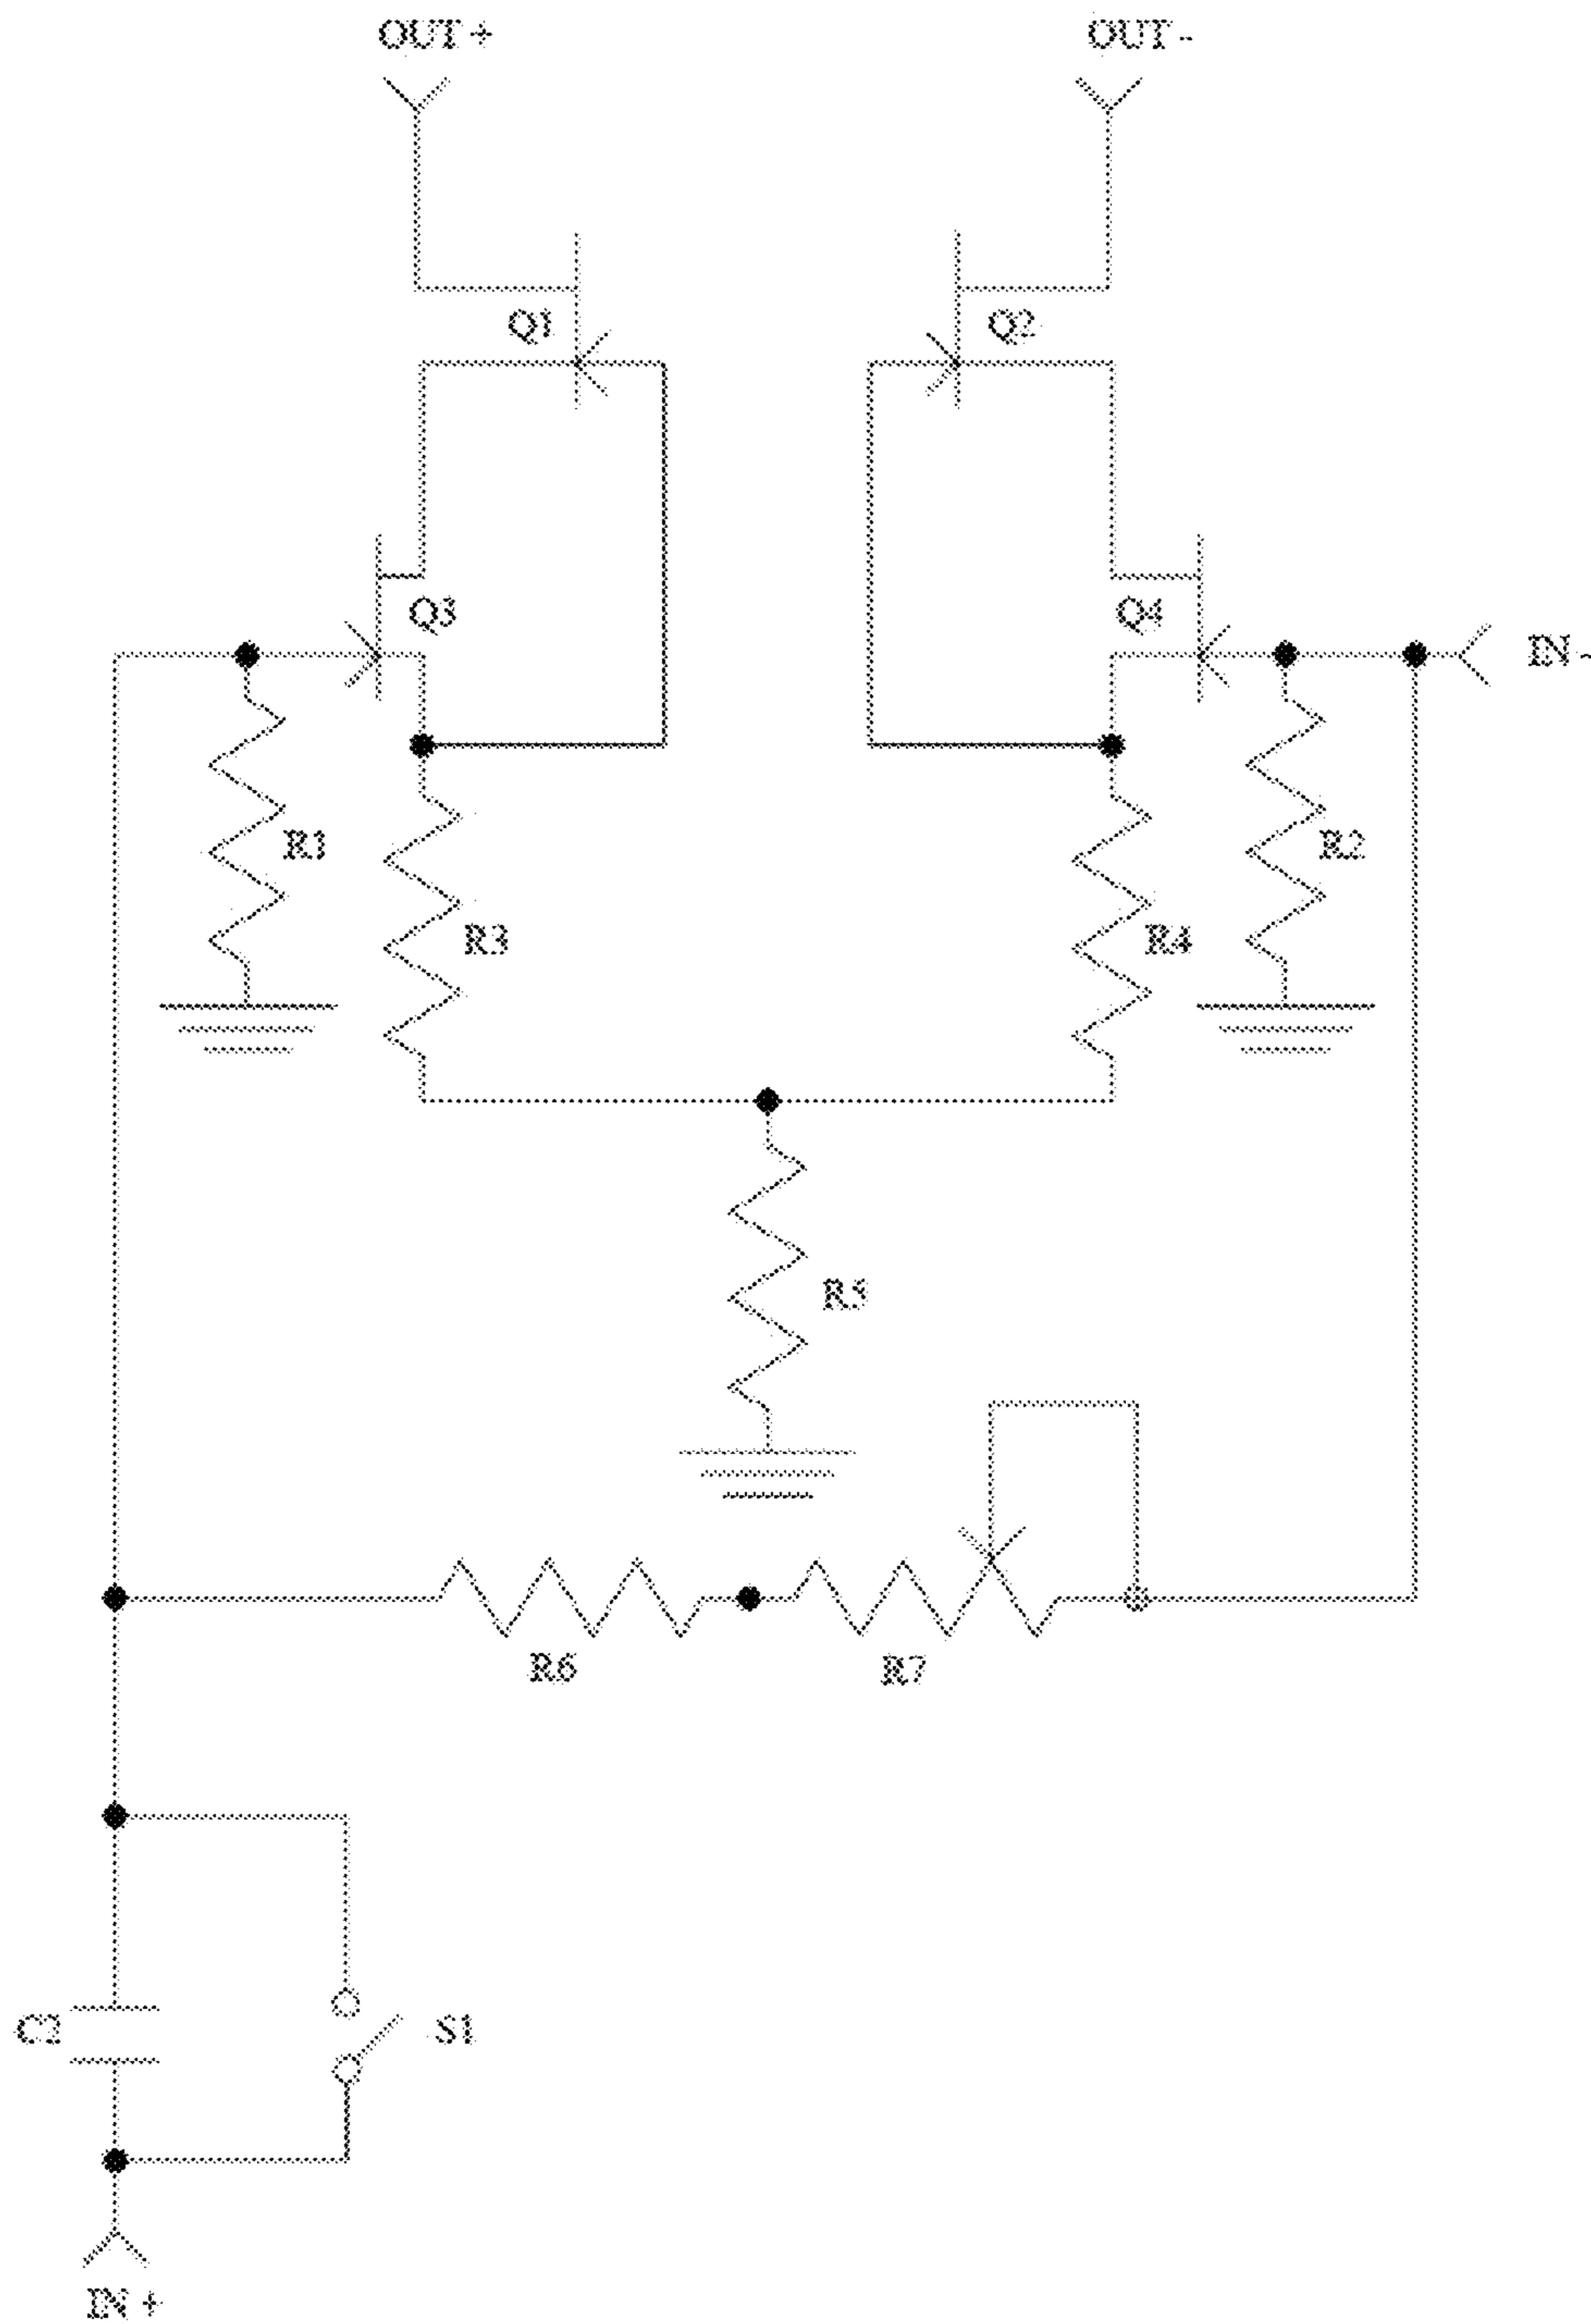 OUT + OUT -
Q1 Q2
Q3 Q4
IN -
R1 R2
R3 R4
R5
R6 R7
C2 S1
IN +